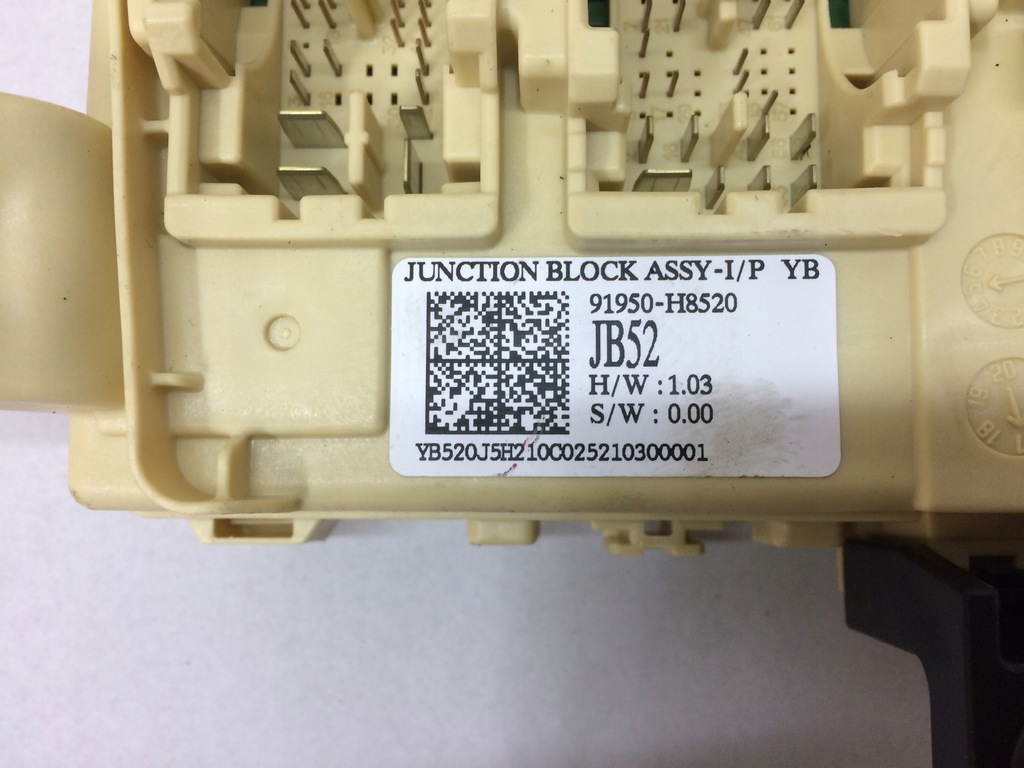 JUNCTION BLOCK ASSY-I/P YB
91950-H8520
JB52
H/W : 1.03
S/W : 0.00
YB520J5H210C025210300001